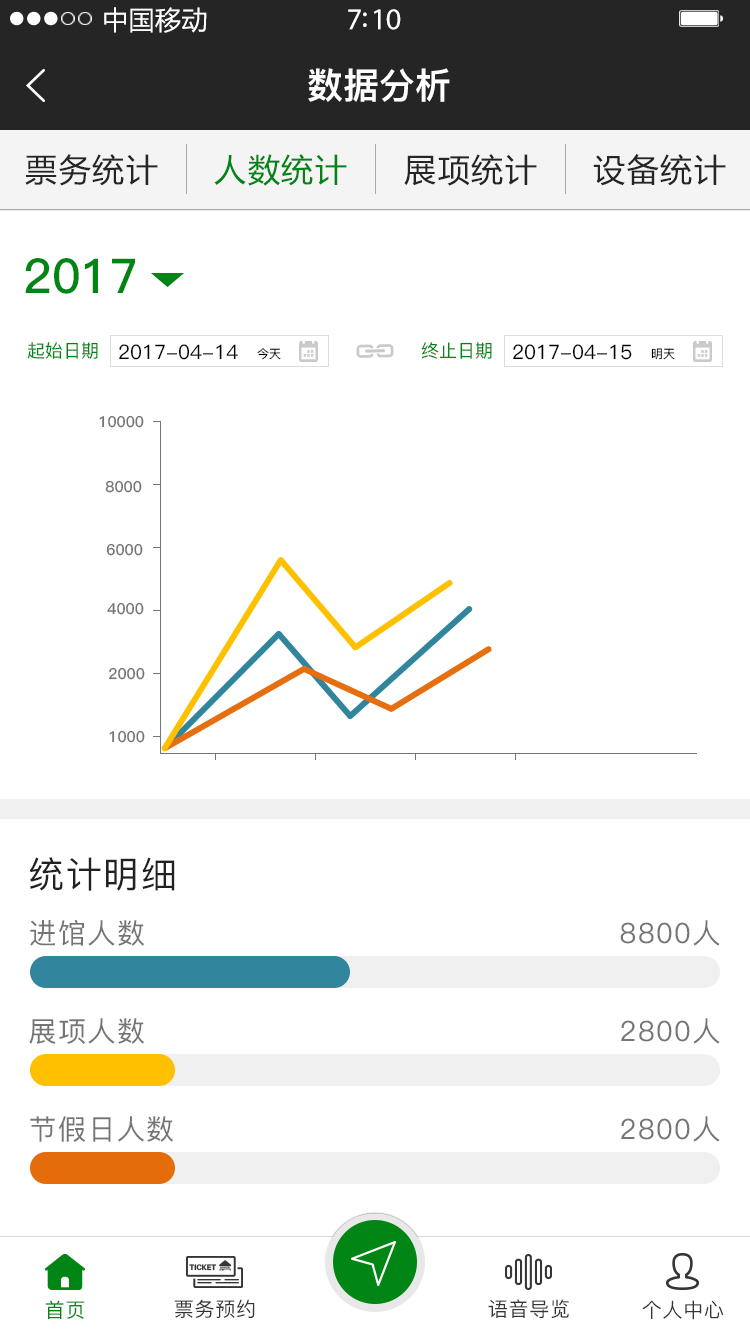 中国移动 7:10
数据分析
票务统计 人数统计 展项统计 设备统计
2017
起始日期 2017-04-14 今天 终止日期 2017-04-15 明天
10000
8000
6000
4000
2000
1000
统计明细
进馆人数 8800人
展项人数 2800人
节假日人数 2800人
TICKET
首页 票务预约 语音导览 个人中心